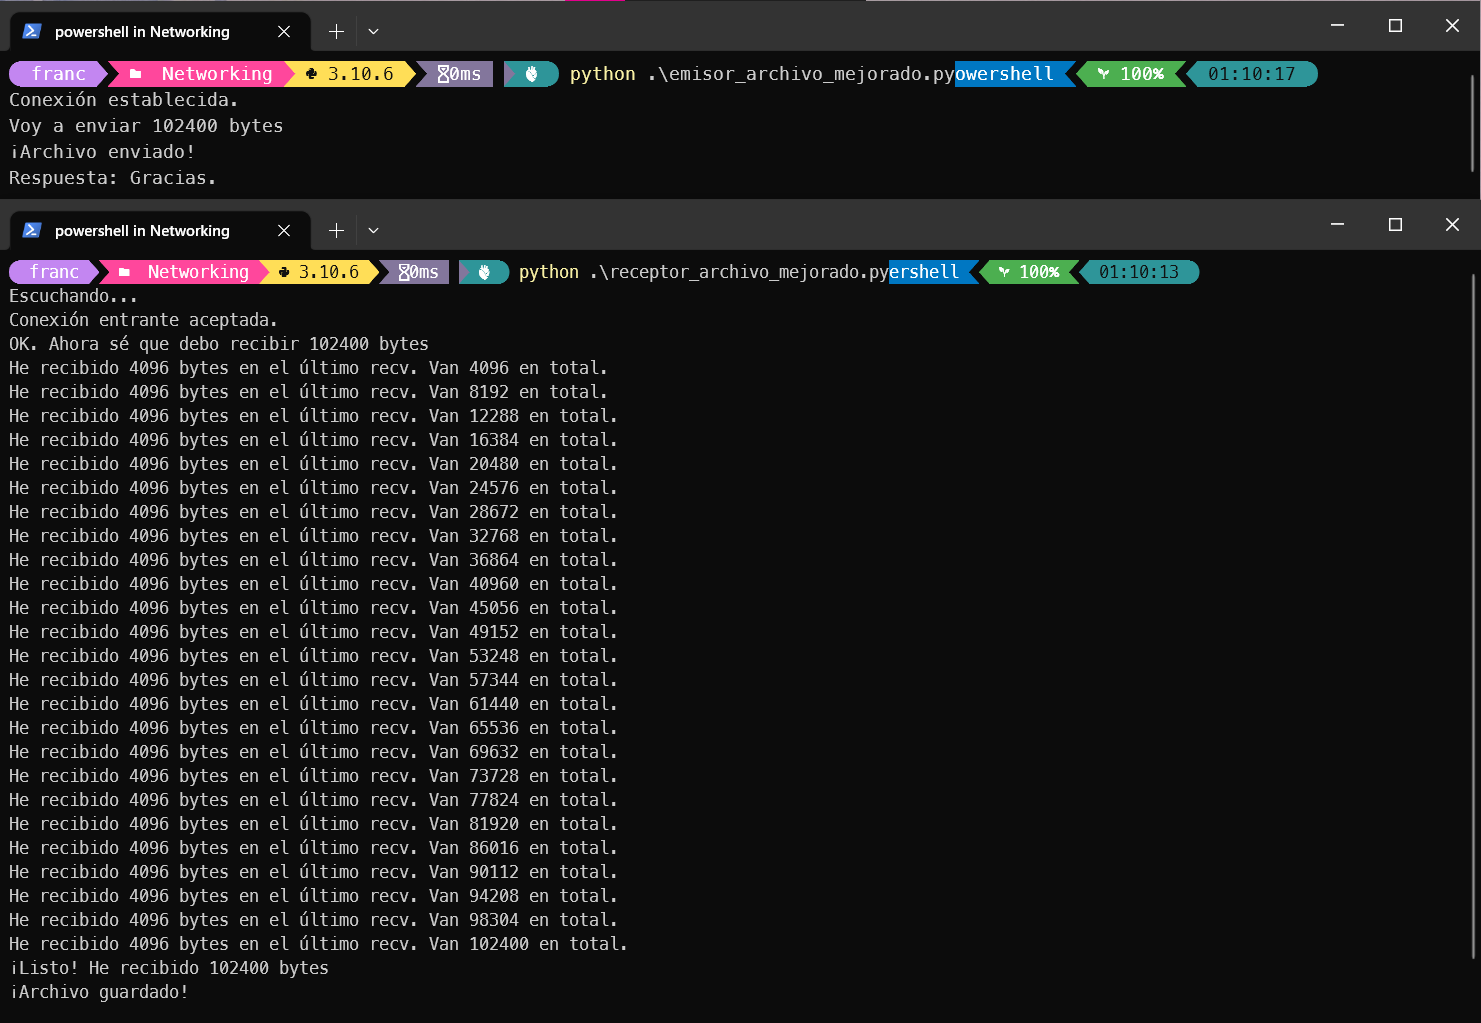 powershell in Networking
franc Networking 3.10.6 0ms python .\emisor_archivo_mejorado.pyowershell 100% 01:10:17
Conexión establecida.
Voy a enviar 102400 bytes
¡Archivo enviado!
Respuesta: Gracias.
powershell in Networking
franc Networking 3.10.6 0ms python .\receptor_archivo_mejorado.pyershell 100% 01:10:13
Escuchando...
Conexión entrante aceptada.
OK. Ahora sé que debo recibir 102400 bytes
He recibido 4096 bytes en el último recv. Van 4096 en total.
He recibido 4096 bytes en el último recv. Van 8192 en total.
He recibido 4096 bytes en el último recv. Van 12288 en total.
He recibido 4096 bytes en el último recv. Van 16384 en total.
He recibido 4096 bytes en el último recv. Van 20480 en total.
He recibido 4096 bytes en el último recv. Van 24576 en total.
He recibido 4096 bytes en el último recv. Van 28672 en total.
He recibido 4096 bytes en el último recv. Van 32768 en total.
He recibido 4096 bytes en el último recv. Van 36864 en total.
He recibido 4096 bytes en el último recv. Van 40960 en total.
He recibido 4096 bytes en el último recv. Van 45056 en total.
He recibido 4096 bytes en el último recv. Van 49152 en total.
He recibido 4096 bytes en el último recv. Van 53248 en total.
He recibido 4096 bytes en el último recv. Van 57344 en total.
He recibido 4096 bytes en el último recv. Van 61440 en total.
He recibido 4096 bytes en el último recv. Van 65536 en total.
He recibido 4096 bytes en el último recv. Van 69632 en total.
He recibido 4096 bytes en el último recv. Van 73728 en total.
He recibido 4096 bytes en el último recv. Van 77824 en total.
He recibido 4096 bytes en el último recv. Van 81920 en total.
He recibido 4096 bytes en el último recv. Van 86016 en total.
He recibido 4096 bytes en el último recv. Van 90112 en total.
He recibido 4096 bytes en el último recv. Van 94208 en total.
He recibido 4096 bytes en el último recv. Van 98304 en total.
He recibido 4096 bytes en el último recv. Van 102400 en total.
¡Listo! He recibido 102400 bytes
¡Archivo guardado!